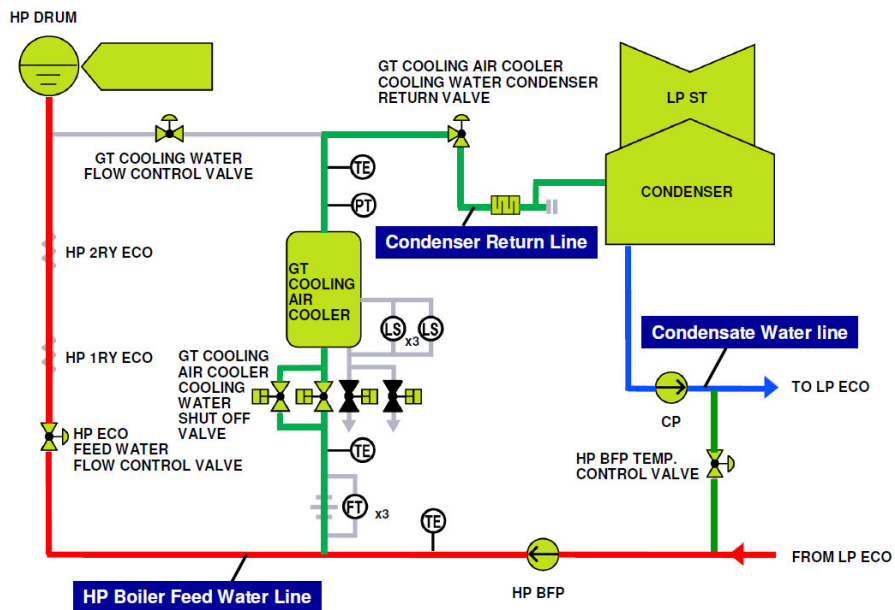 HP DRUM
GT COOLING AIR COOLER
COOLING WATER CONDENSER
RETURN VALVE
LP ST
GT COOLING WATER
FLOW CONTROL VALVE
TE
PT
CONDENSER
Condenser Return Line
HP 2RY ECO
GT
COOLING
AIR
COOLER
LS
x3
LS
Condensate Water line
HP 1RY ECO
GT COOLING
AIR COOLER
COOLING
WATER
SHUT OFF
VALVE
TO LP ECO
CP
HP ECO
FEED WATER
FLOW CONTROL VALVE
TE
HP BFP TEMP.
CONTROL VALVE
FT
x3
TE
FROM LP ECO
HP Boiler Feed Water Line
HP BFP